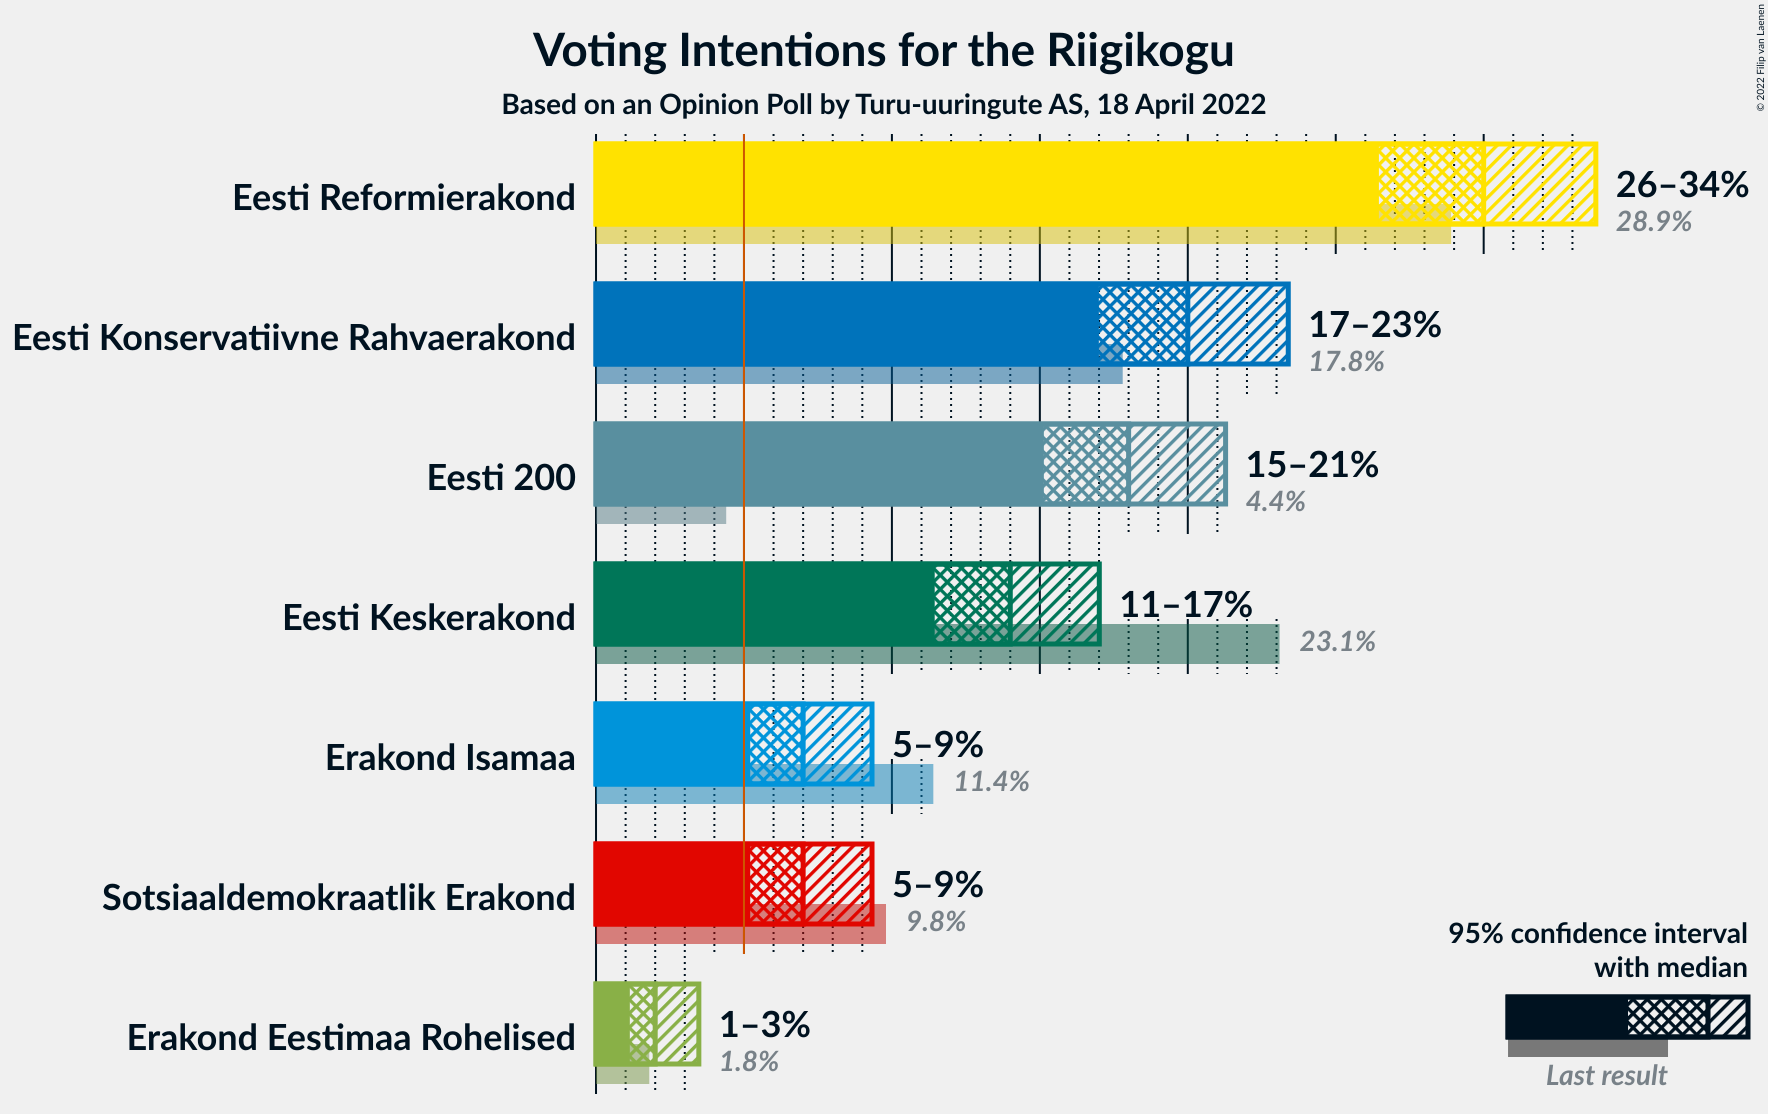 Voting Intentions for the Riigikogu
Based on an Opinion Poll by Turu-uuringute AS, 18 April 2022
© 2022 Filip van Laenen
Eesti Reformierakond
26–34%
28.9%
Eesti Konservatiivne Rahvaerakond
17–23%
17.8%
Eesti 200
15–21%
4.4%
Eesti Keskerakond
11–17%
23.1%
Erakond Isamaa
5–9%
11.4%
Sotsiaaldemokraatlik Erakond
5–9%
9.8%
Erakond Eestimaa Rohelised
1–3%
1.8%
95% confidence interval
with median
Last result